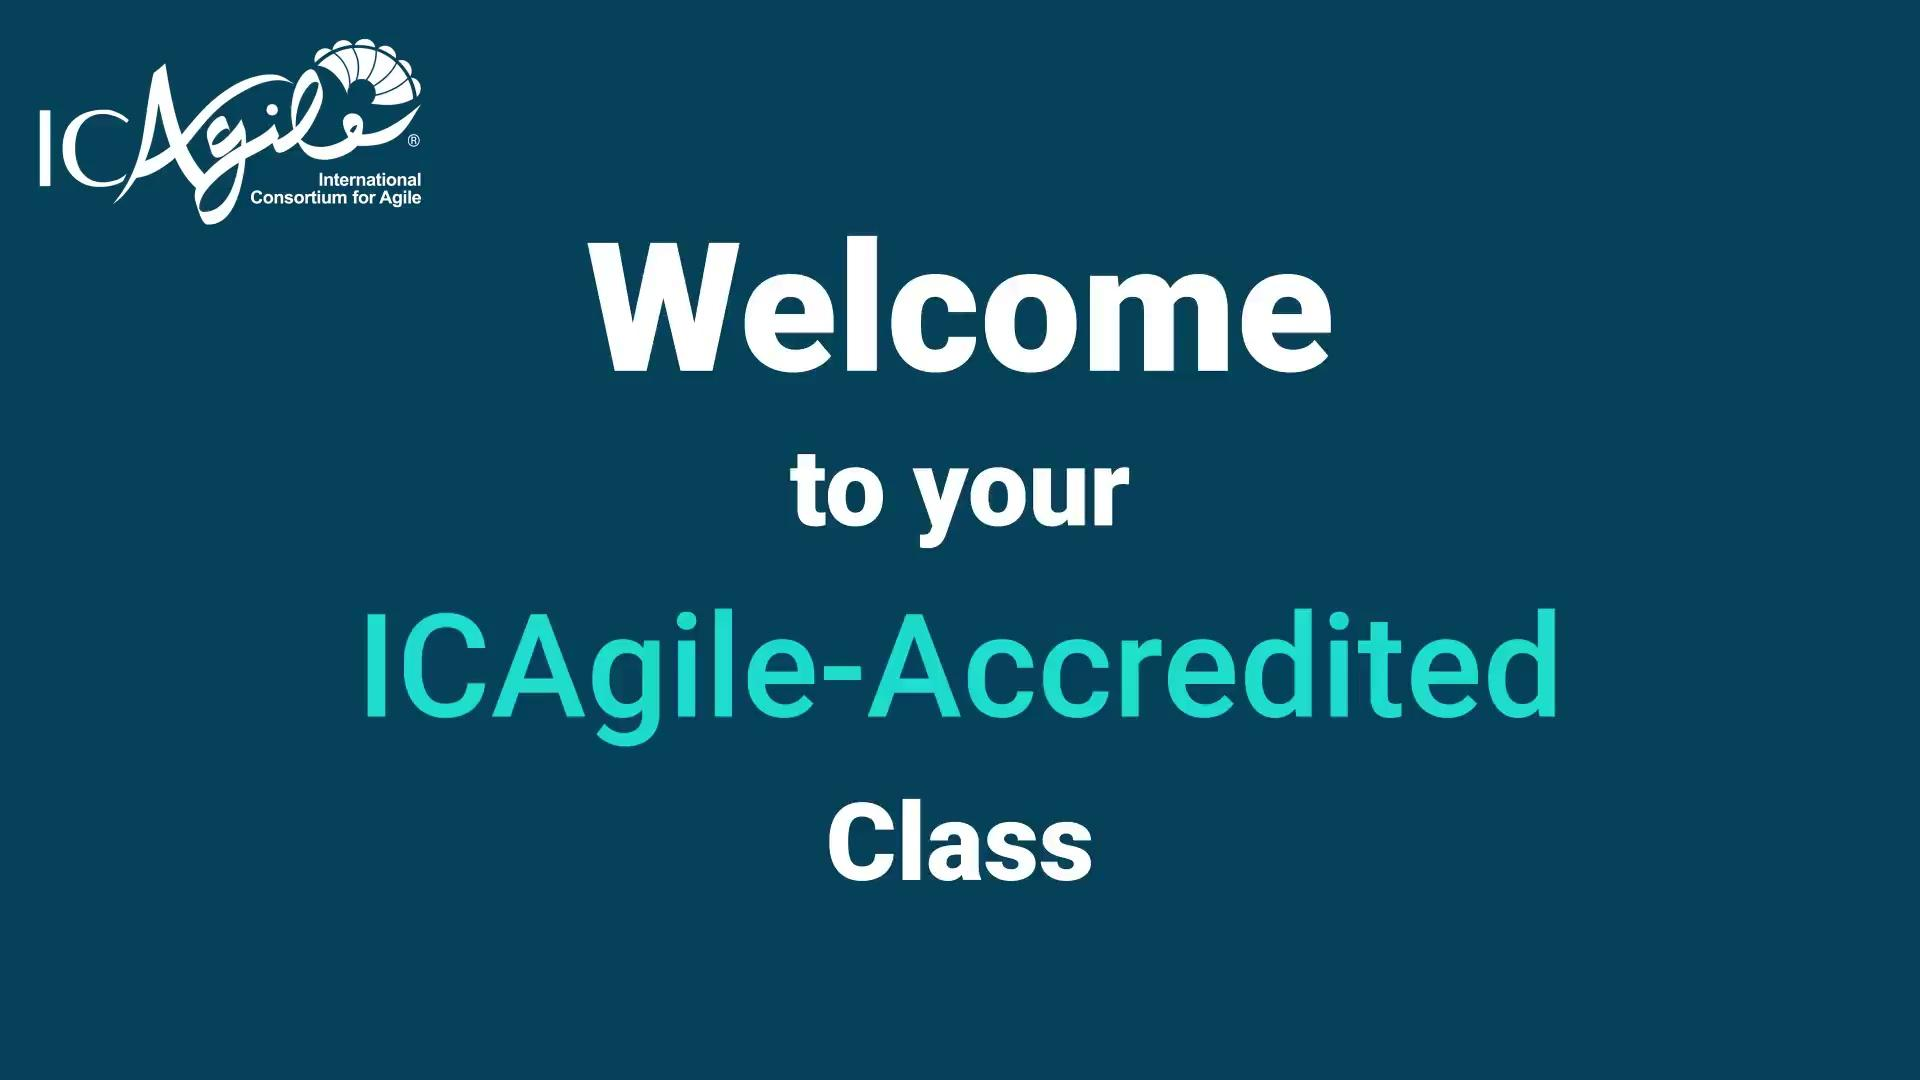 ICAgile®
International
Consortium for Agile
Welcome
to your
ICAgile-Accredited
Class